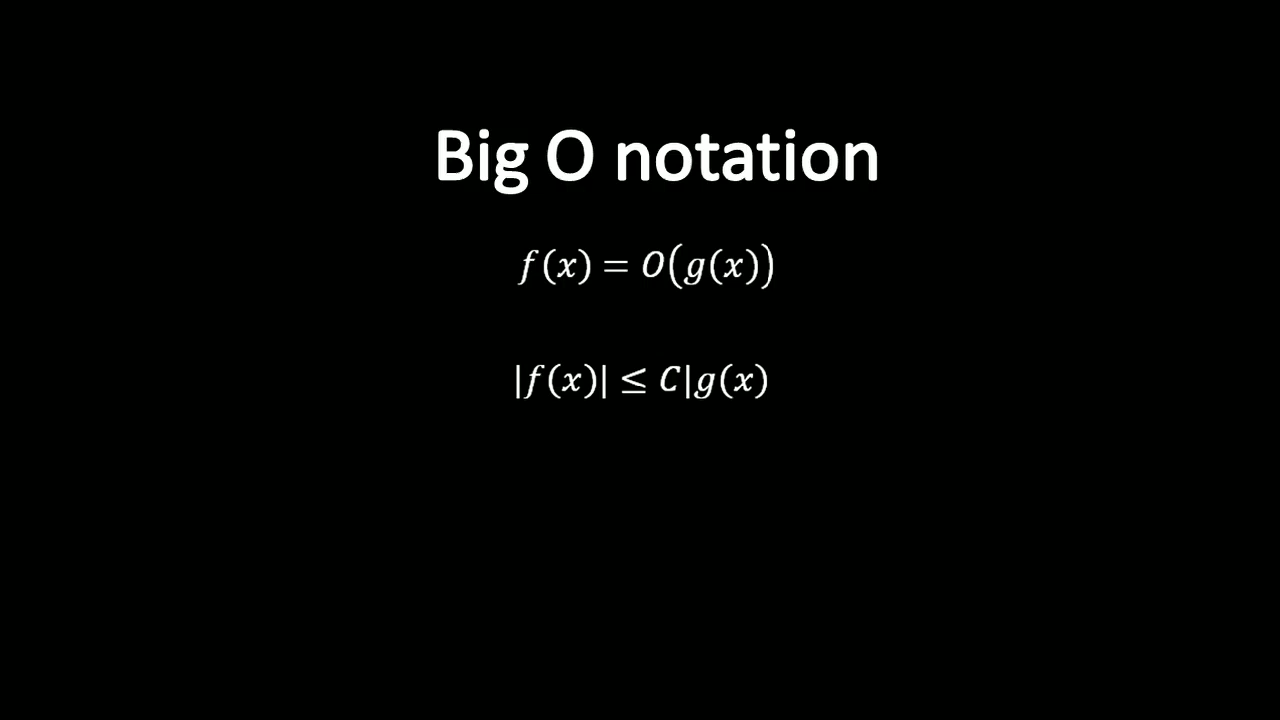 Big O notation
𝑓(𝑥) = 𝑂(𝑔(𝑥))
|𝑓(𝑥)| ≤ 𝐶|𝑔(𝑥)